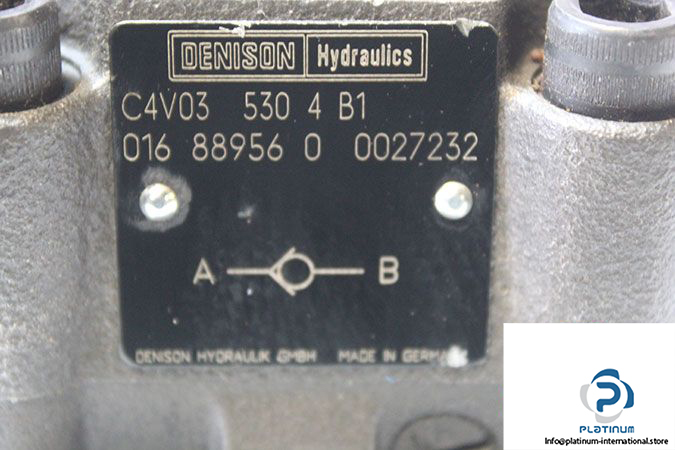 DENISON Hydraulics
C4V03 530 4 B1
016 88956 0 0027232
A B
DENISON HYDRAULIK GMBH MADE IN GERMANY
P
PLATINUM
Info@platinum-international.store